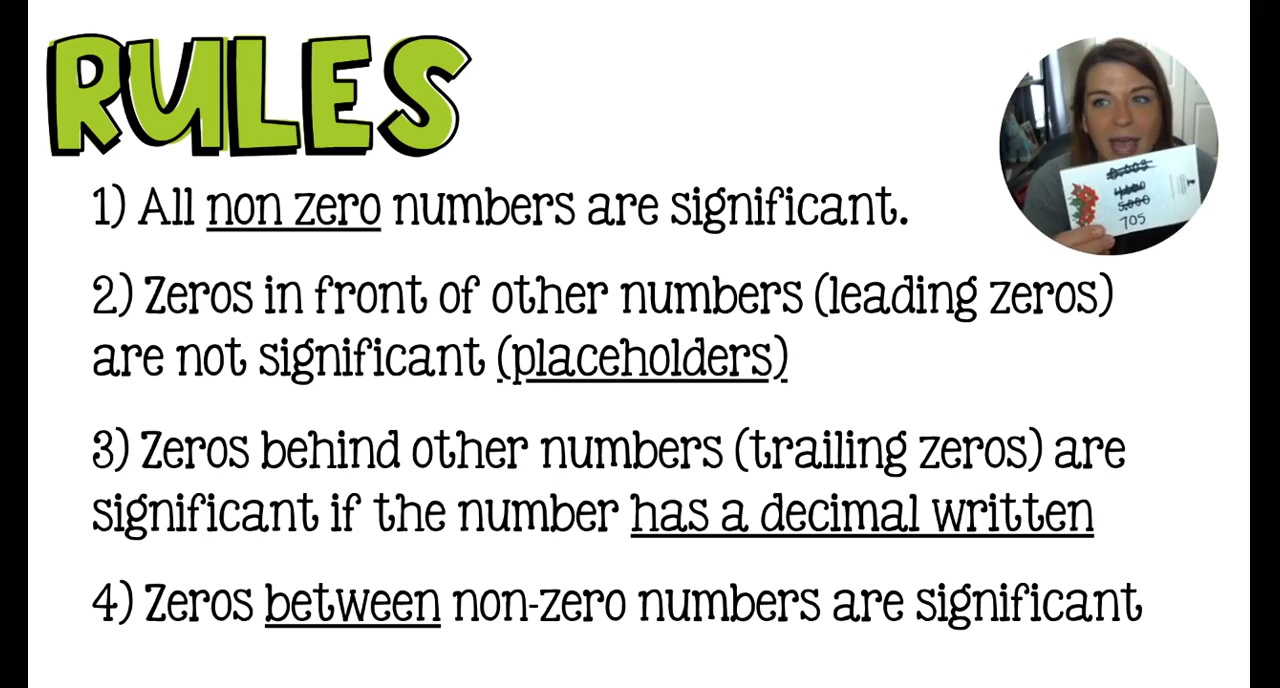 RULES
1) All non zero numbers are significant.
2) Zeros in front of other numbers (leading zeros)
are not significant (placeholders)
3) Zeros behind other numbers (trailing zeros) are
significant if the number has a decimal written
4) Zeros between non-zero numbers are significant
5,000
705